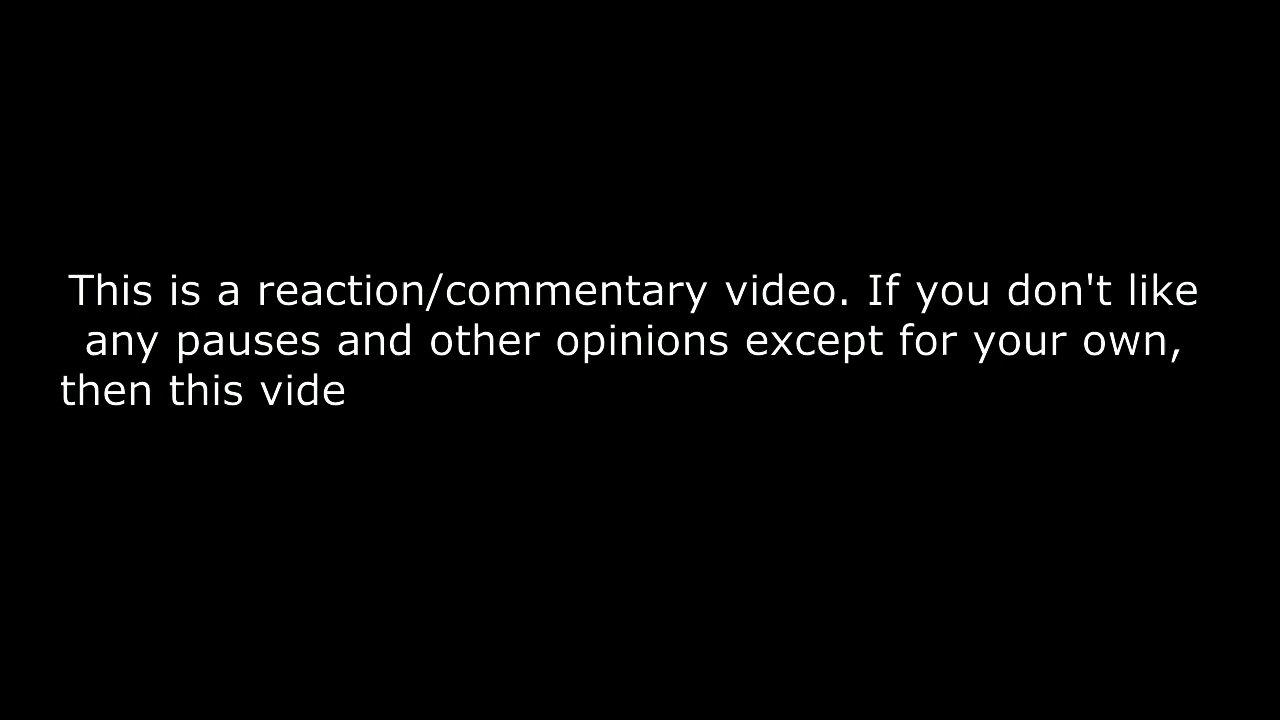 This is a reaction/commentary video. If you don't like
any pauses and other opinions except for your own,
then this vide